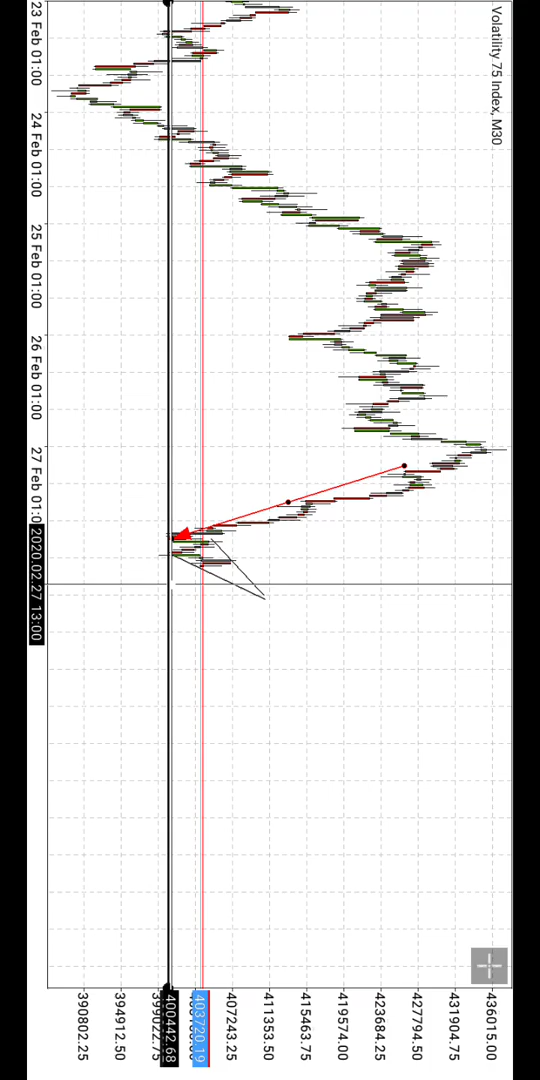 Volatility 75 Index, M30
436015.00
431904.75
427794.50
423684.25
419574.00
415463.75
411353.50
407243.25
403720.19
400442.68
399022.75
394912.50
390802.25
23 Feb 01:00
24 Feb 01:00
25 Feb 01:00
26 Feb 01:00
27 Feb 01:0
2020.02.27 13:00